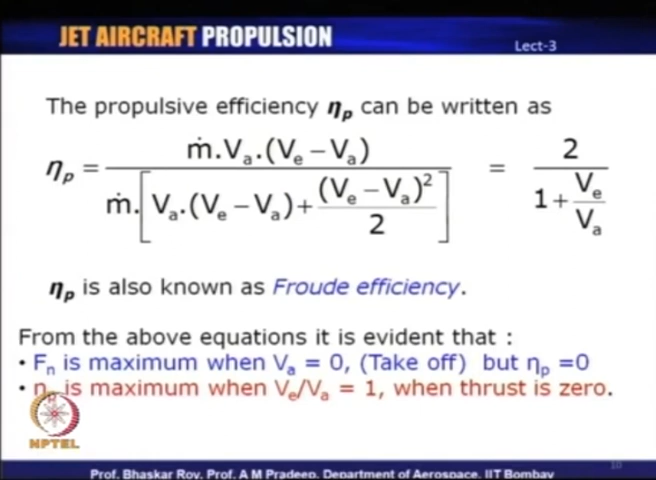 JET AIRCRAFT PROPULSION
Lect-3
The propulsive efficiency ηₚ can be written as
ηₚ = ṁ.Vₐ.(Vₑ − Vₐ) / ṁ.[Vₐ.(Vₑ − Vₐ) + (Vₑ − Vₐ)² / 2] = 2 / (1 + Vₑ / Vₐ)
ηₚ is also known as Froude efficiency.
From the above equations it is evident that :
• Fₙ is maximum when Vₐ = 0, (Take off) but ηₚ =0
• ηₚ is maximum when Vₑ/Vₐ = 1, when thrust is zero.
NPTEL
10
Prof. Bhaskar Roy, Prof. A M Pradeep, Department of Aerospace, IIT Bombay